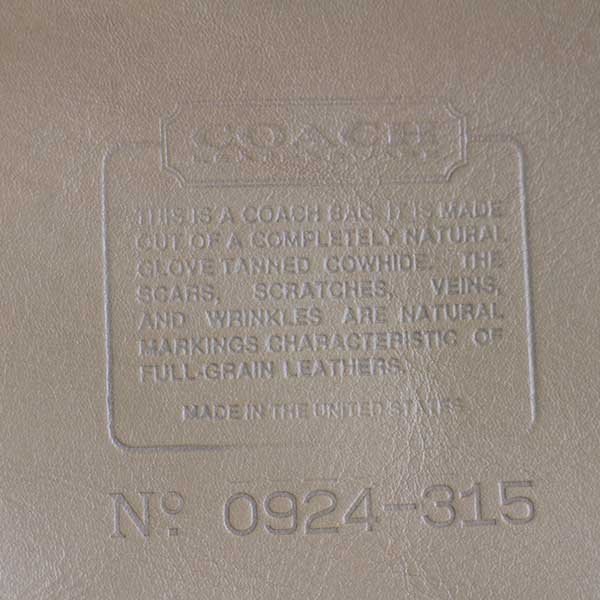 COACH
THIS IS A COACH BAG. IT IS MADE
OUT OF A COMPLETELY NATURAL
GLOVE TANNED COWHIDE. THE
SCARS, SCRATCHES, VEINS,
AND WRINKLES ARE NATURAL
MARKINGS CHARACTERISTIC OF
FULL-GRAIN LEATHERS.
MADE IN THE UNITED STATES
No: 0924-315